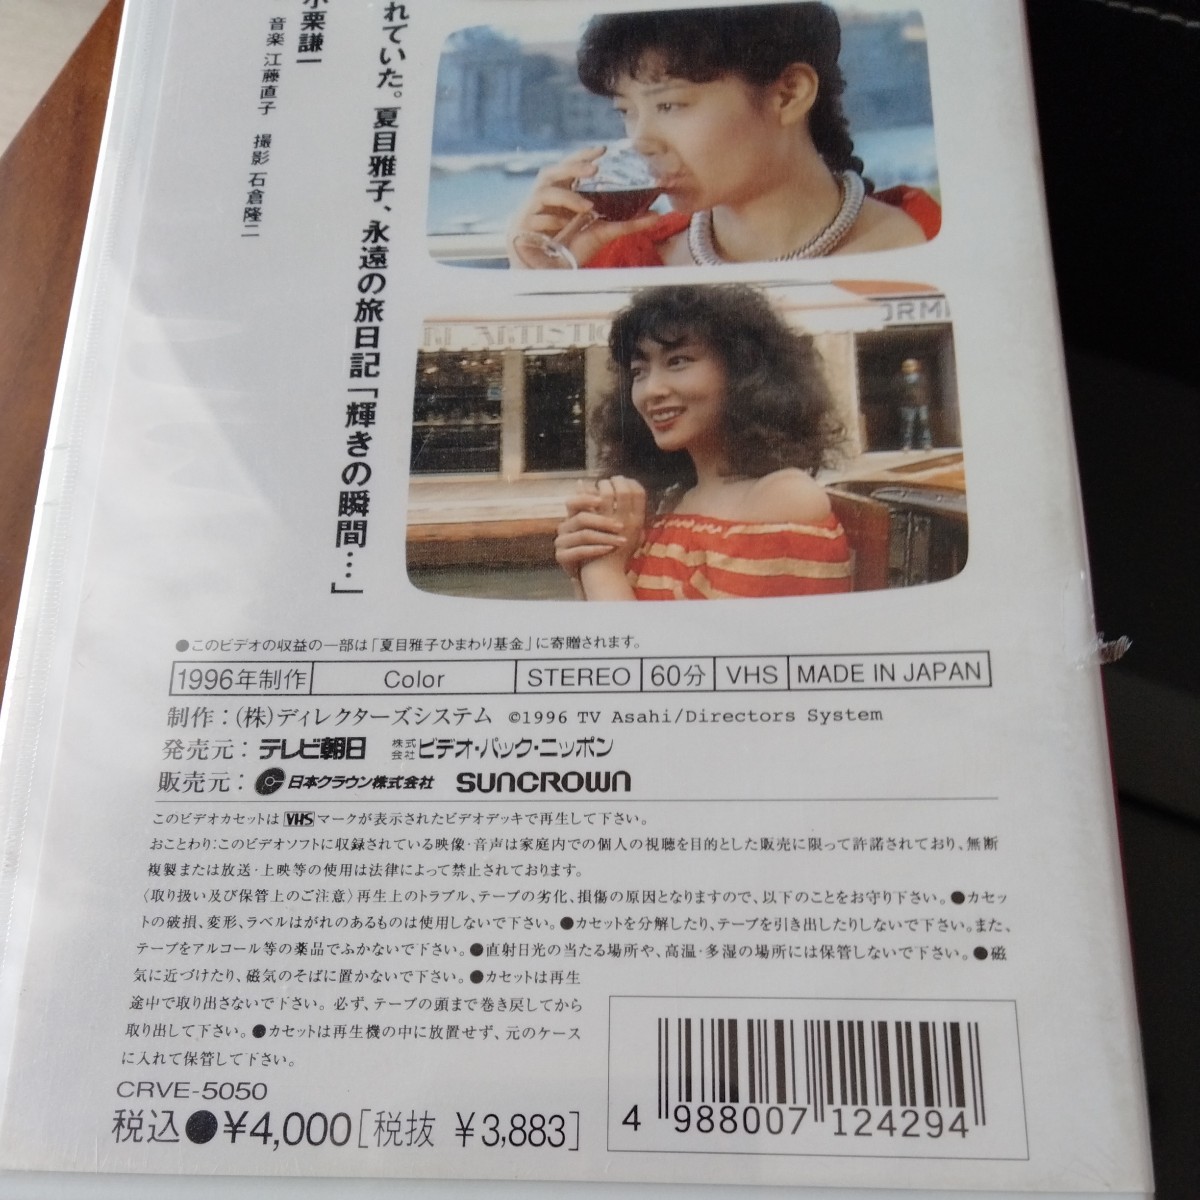 れていた。夏目雅子、永遠の旅日記「輝きの瞬間…」
小栗謙一
音楽 江藤直子 撮影 石倉隆二
●このビデオの収益の一部は「夏目雅子ひまわり基金」に寄贈されます。
1996年制作 Color STEREO 60分 VHS MADE IN JAPAN
制作：(株)ディレクターズシステム ©1996 TV Asahi/Directors System
発売元：テレビ朝日 株式会社ビデオ・パック・ニッポン
販売元：日本クラウン株式会社 SUNCROWN
このビデオカセットはVHSマークが表示されたビデオデッキで再生して下さい。
おことわり:このビデオソフトに収録されている映像・音声は家庭内での個人の視聴を目的とした販売に限って許諾されており、無断
複製または放送・上映等の使用は法律によって禁止されております。
〈取り扱い及び保管上のご注意〉再生上のトラブル、テープの劣化、損傷の原因となりますので、以下のことをお守り下さい。●カセッ
トの破損、変形、ラベルはがれのあるものは使用しないで下さい。●カセットを分解したり、テープを引き出したりしないで下さい。また、
テープをアルコール等の薬品でふかないで下さい。●直射日光の当たる場所や、高温・多湿の場所には保管しないで下さい。●磁
気に近づけたり、磁気のそばに置かないで下さい。●カセットは再生
途中で取り出さないで下さい。必ず、テープの頭まで巻き戻してから
取り出して下さい。●カセットは再生機の中に放置せず、元のケース
に入れて保管して下さい。
CRVE-5050
税込●¥4,000[税抜 ¥3,883]
4 988007 124294